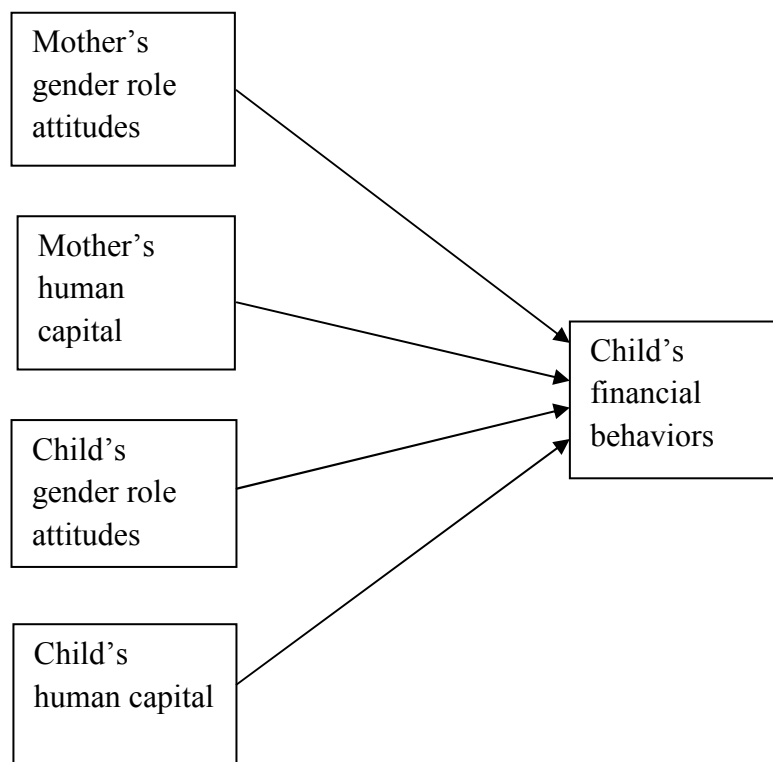 Mother’s
gender role
attitudes
Mother’s
human
capital
Child’s
gender role
attitudes
Child’s
human capital
Child’s
financial
behaviors